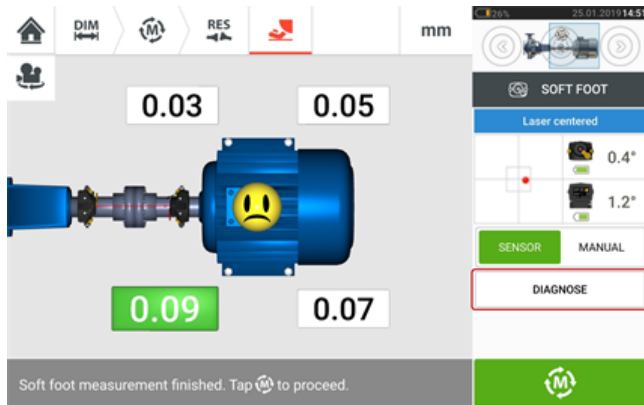 DIM
M
RES
mm
26% 25.01.2019 14:51
SOFT FOOT
Laser centered
0.4°
1.2°
SENSOR MANUAL
DIAGNOSE
0.03 0.05
0.09 0.07
Soft foot measurement finished. Tap M to proceed.
M